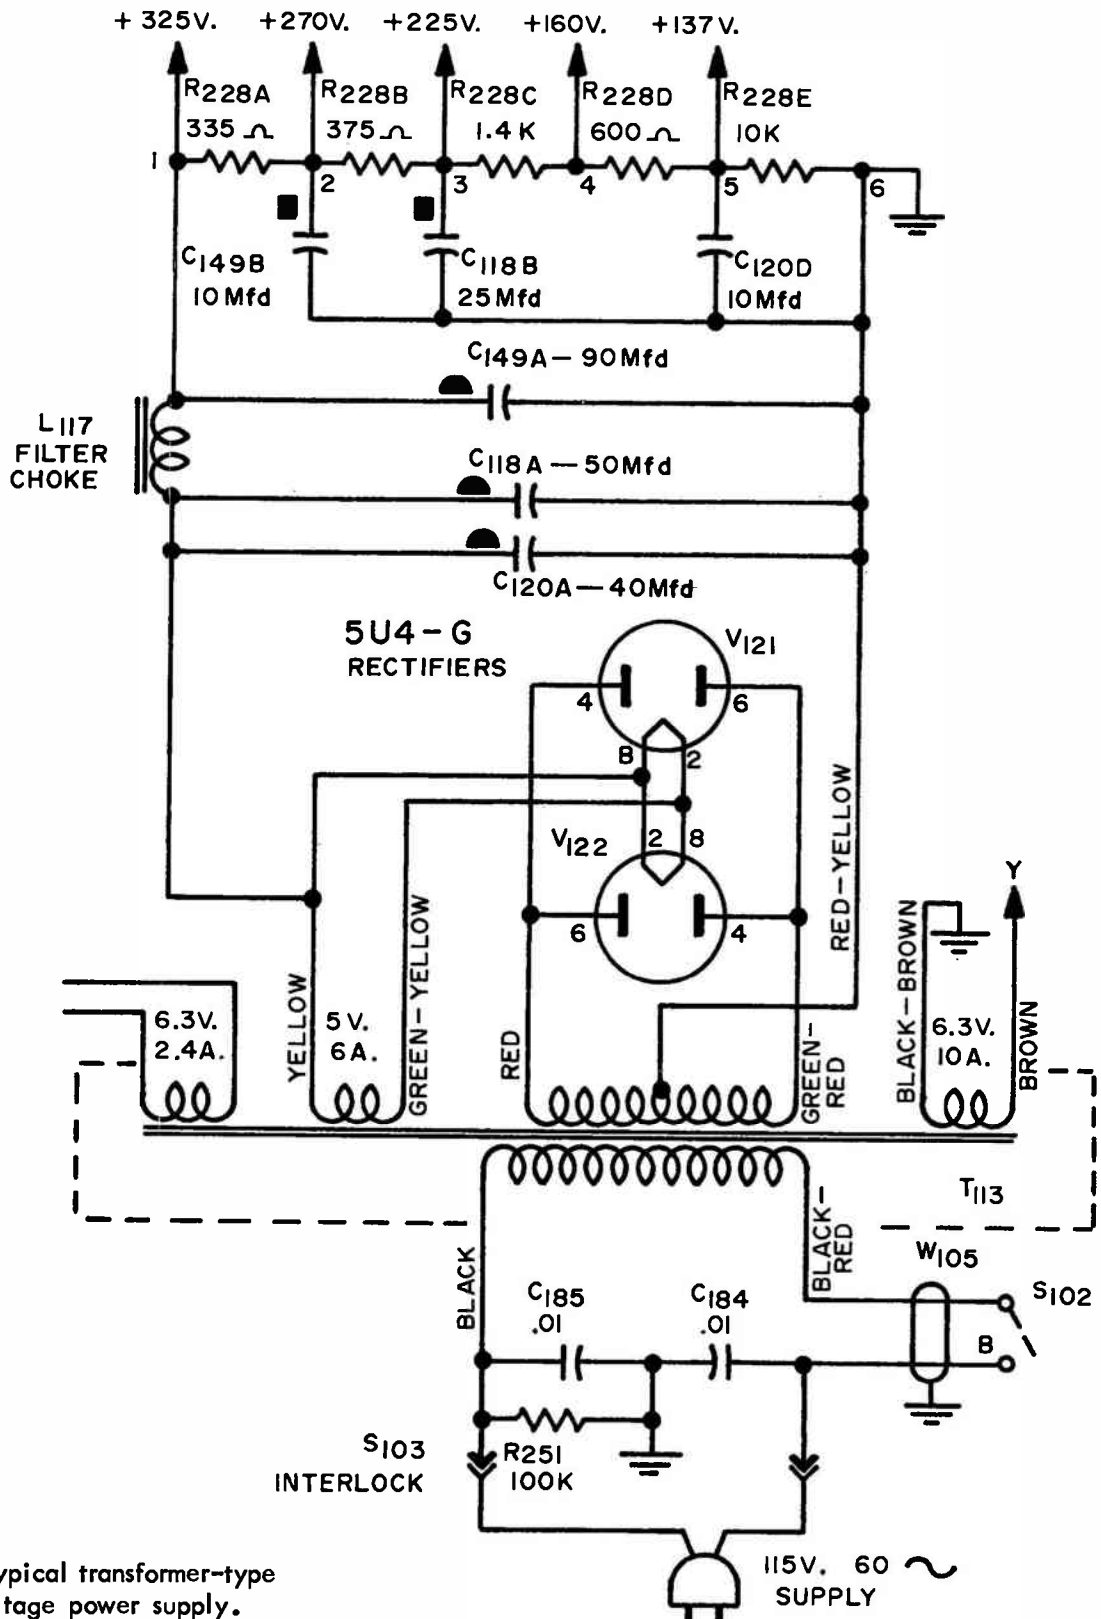 + 325V. +270V. +225V. +160V. +137V.
R228A R228B R228C R228D R228E
335 Ω 375 Ω 1.4 K 600 Ω 10K
1 2 3 4 5 6
C149B C118B C120D
10 Mfd 25 Mfd 10 Mfd
C149A — 90 Mfd
L117
FILTER
CHOKE
C118A — 50 Mfd
C120A — 40 Mfd
5U4-G
RECTIFIERS
V121
4 6
8 2
V122 2 8
6 4
RED-YELLOW
Y
6.3V.
2.4A.
YELLOW
5 V.
6 A.
GREEN-YELLOW
RED
GREEN-
RED
BLACK-BROWN
6.3V.
10A.
BROWN
T113
BLACK
BLACK-
RED
W105
S102
C185
.01
C184
.01
B
S103
INTERLOCK
R251
100K
115V. 60 ~
SUPPLY
ypical transformer-type
tage power supply.